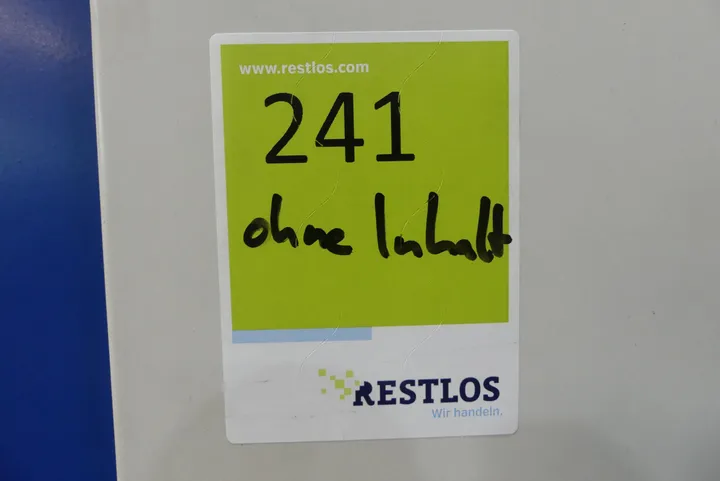 www.restlos.com
241
ohne Inhalt
RESTLOS
Wir handeln.